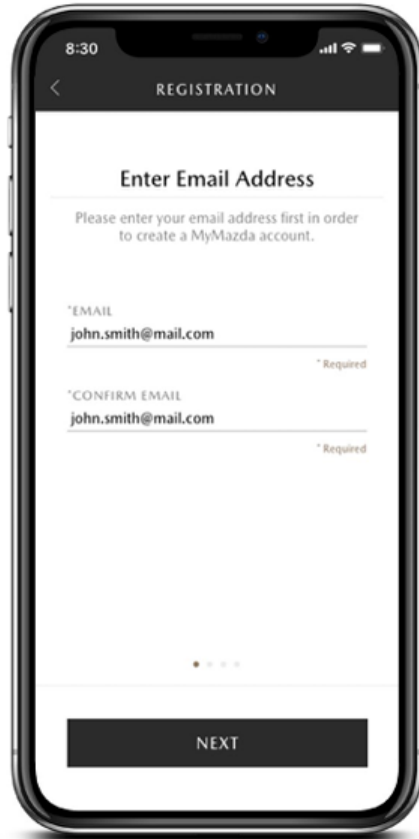 8:30
REGISTRATION
Enter Email Address
Please enter your email address first in order
to create a MyMazda account.
*EMAIL
john.smith@mail.com
* Required
*CONFIRM EMAIL
john.smith@mail.com
* Required
NEXT